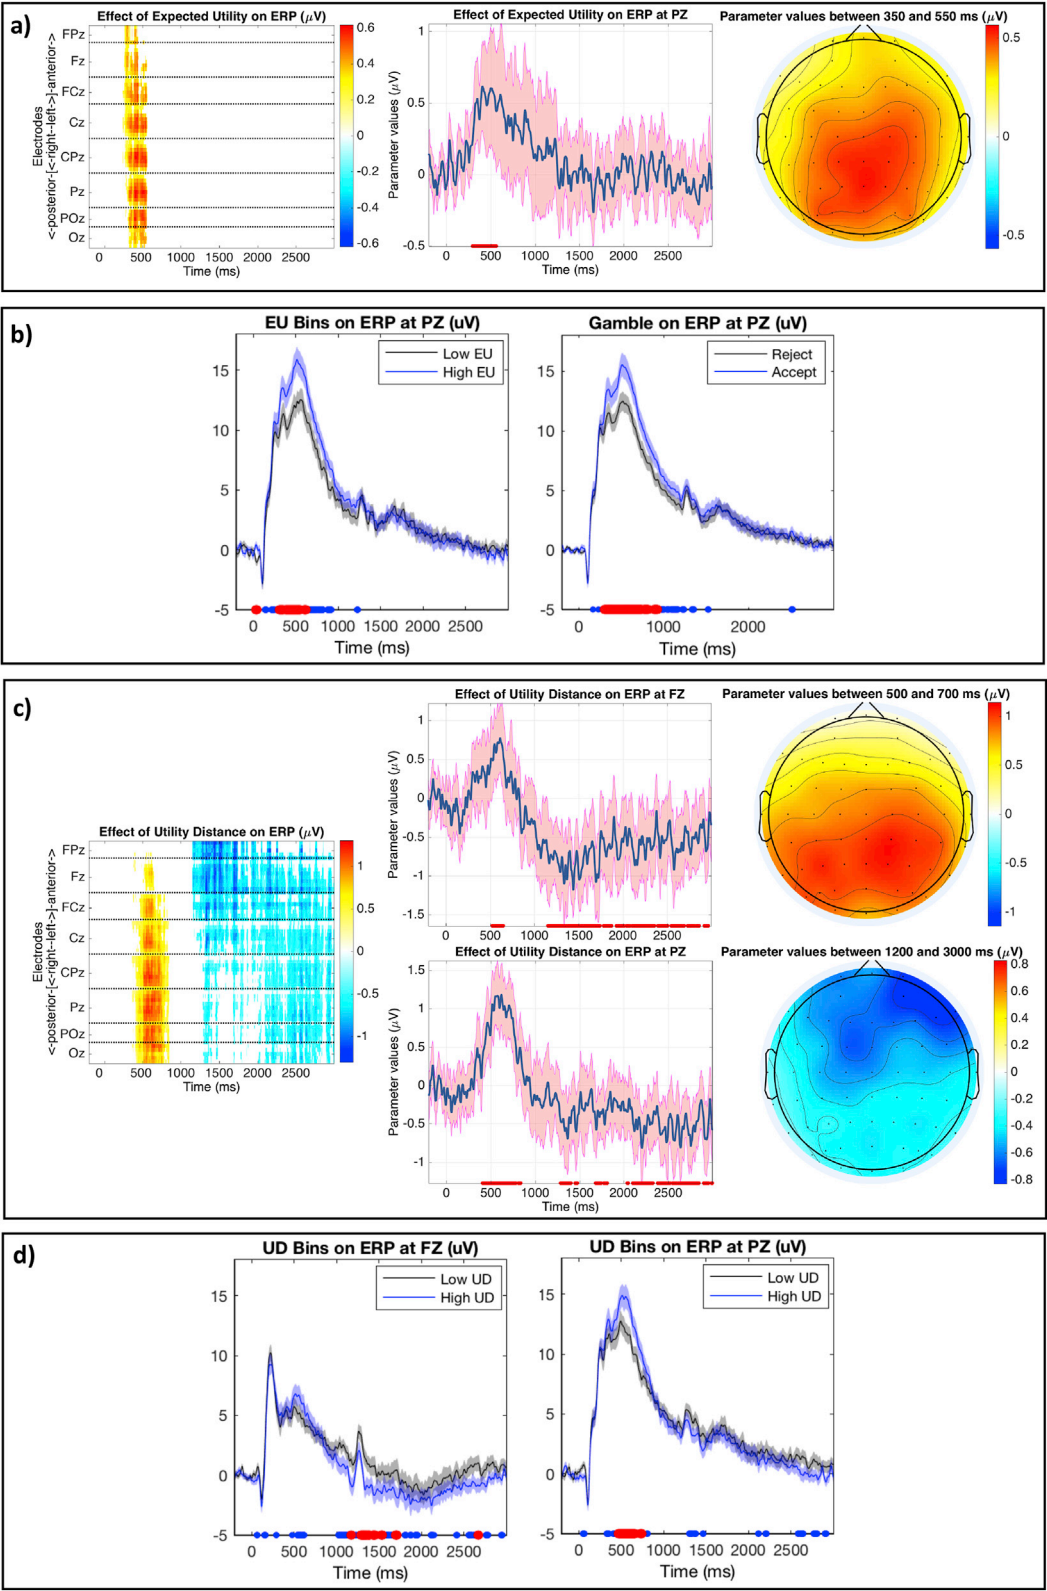 a)
Effect of Expected Utility on ERP (μV)
Electrodes
<-posterior-[<-right--left->]-anterior->
FPz
Fz
FCz
Cz
CPz
Pz
POz
Oz
0 500 1000 1500 2000 2500
Time (ms)
0.6
0.4
0.2
0
-0.2
-0.4
-0.6
Effect of Expected Utility on ERP at PZ
Parameter values (μV)
1
0.5
0
-0.5
0 500 1000 1500 2000 2500
Time (ms)
Parameter values between 350 and 550 ms (μV)
0.5
0
-0.5
b)
EU Bins on ERP at PZ (uV)
Low EU
High EU
15
10
5
0
-5
0 500 1000 1500 2000 2500
Time (ms)
Gamble on ERP at PZ (uV)
Reject
Accept
15
10
5
0
-5
0 1000 2000
Time (ms)
c)
Effect of Utility Distance on ERP (μV)
Electrodes
<-posterior-[<-right--left->]-anterior->
FPz
Fz
FCz
Cz
CPz
Pz
POz
Oz
0 500 1000 1500 2000 2500
Time (ms)
1
0.5
0
-0.5
-1
Effect of Utility Distance on ERP at FZ
Parameter values (μV)
1
0.5
0
-0.5
-1
-1.5
0 500 1000 1500 2000 2500
Effect of Utility Distance on ERP at PZ
Parameter values (μV)
1.5
1
0.5
0
-0.5
-1
0 500 1000 1500 2000 2500
Time (ms)
Parameter values between 500 and 700 ms (μV)
1
0.5
0
-0.5
-1
Parameter values between 1200 and 3000 ms (μV)
0.8
0.6
0.4
0.2
0
-0.2
-0.4
-0.6
-0.8
d)
UD Bins on ERP at FZ (uV)
Low UD
High UD
15
10
5
0
-5
0 500 1000 1500 2000 2500
Time (ms)
UD Bins on ERP at PZ (uV)
Low UD
High UD
15
10
5
0
-5
0 500 1000 1500 2000 2500
Time (ms)